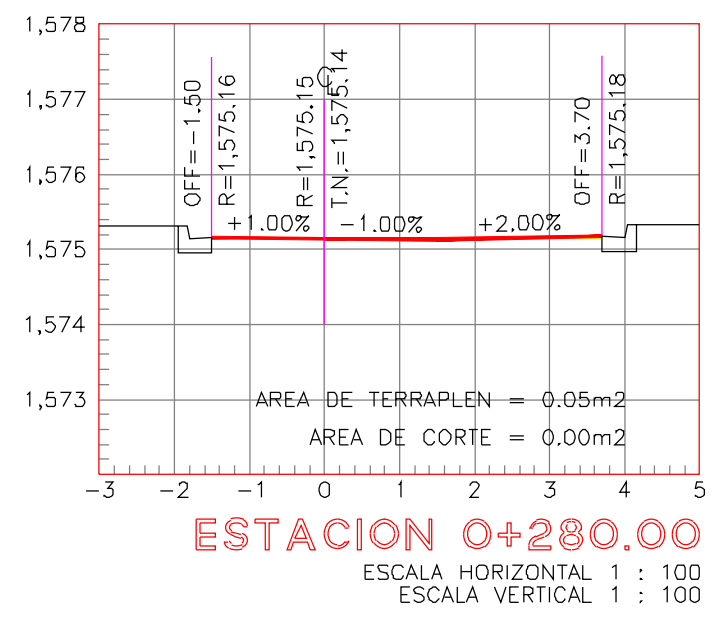 1,578
1,577
1,576
1,575
1,574
1,573
OFF=-1.50
R=1,575.16
R=1,575.15
T.N.=1,575.14
OFF=3.70
R=1,575.18
+1.00%
-1.00%
+2.00%
AREA DE TERRAPLEN = 0.05m2
AREA DE CORTE = 0.00m2
-3 -2 -1 0 1 2 3 4 5
ESTACION 0+280.00
ESCALA HORIZONTAL 1 : 100
ESCALA VERTICAL 1 : 100